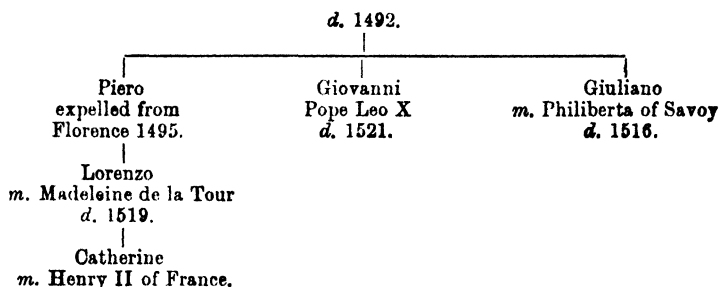 d. 1492.
Piero
expelled from
Florence 1495.
Giovanni
Pope Leo X
d. 1521.
Giuliano
m. Philiberta of Savoy
d. 1516.
Lorenzo
m. Madeleine de la Tour
d. 1519.
Catherine
m. Henry II of France.